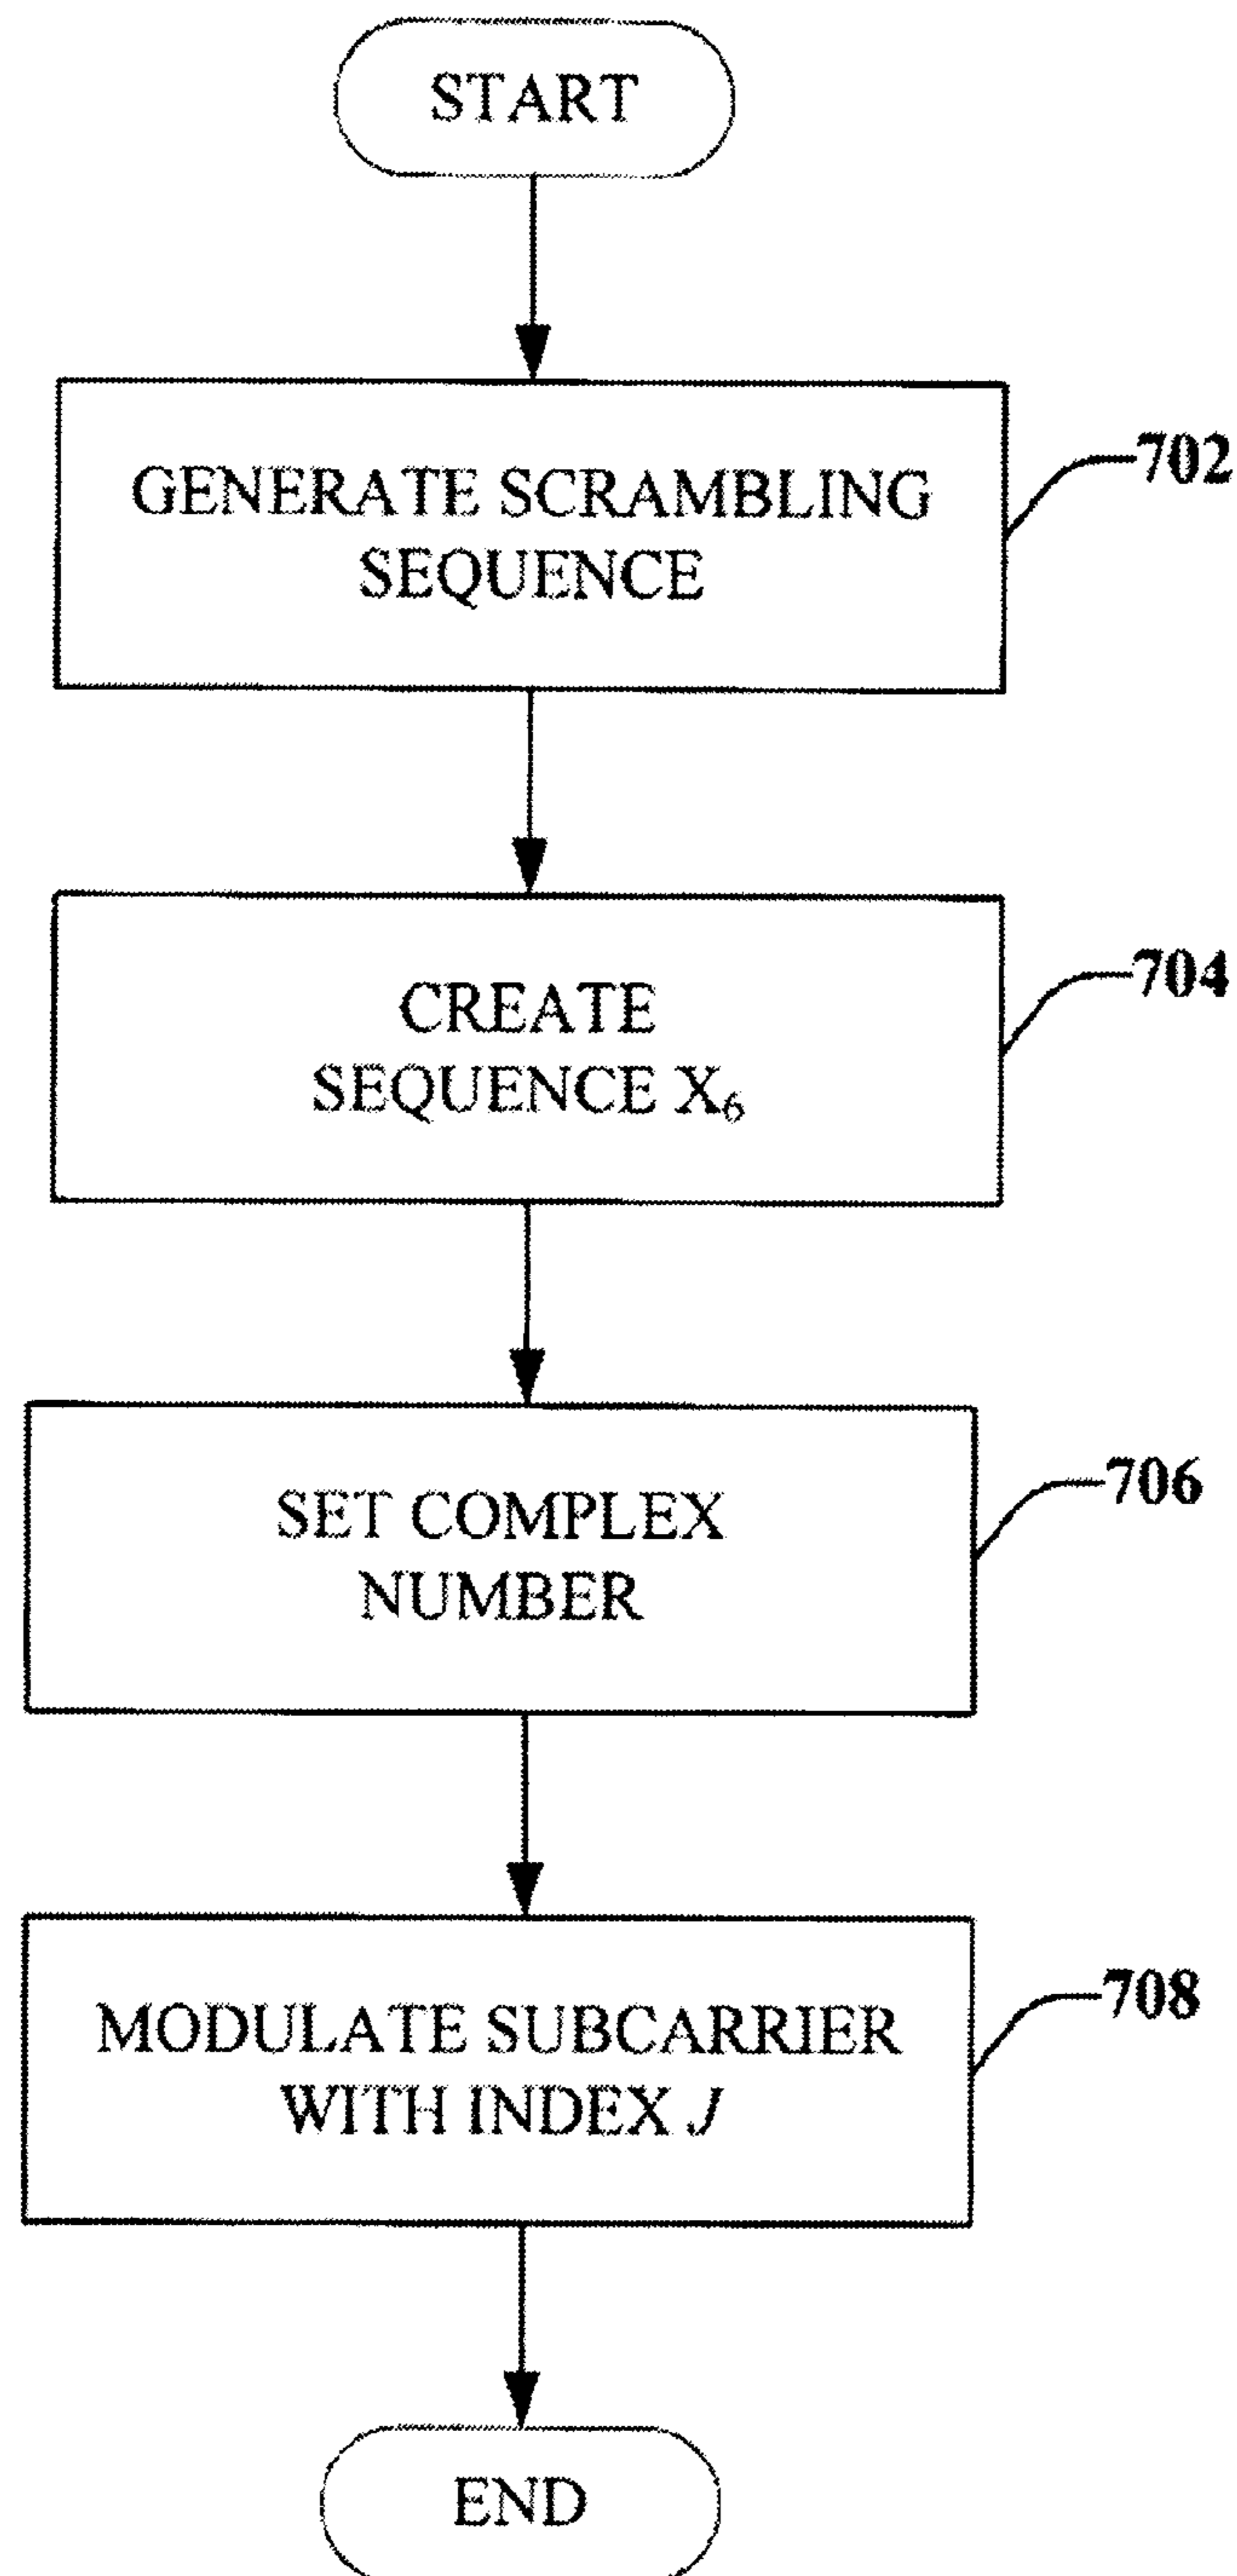 START
GENERATE SCRAMBLING
SEQUENCE
702
CREATE
SEQUENCE X₆
704
SET COMPLEX
NUMBER
706
MODULATE SUBCARRIER
WITH INDEX J
708
END